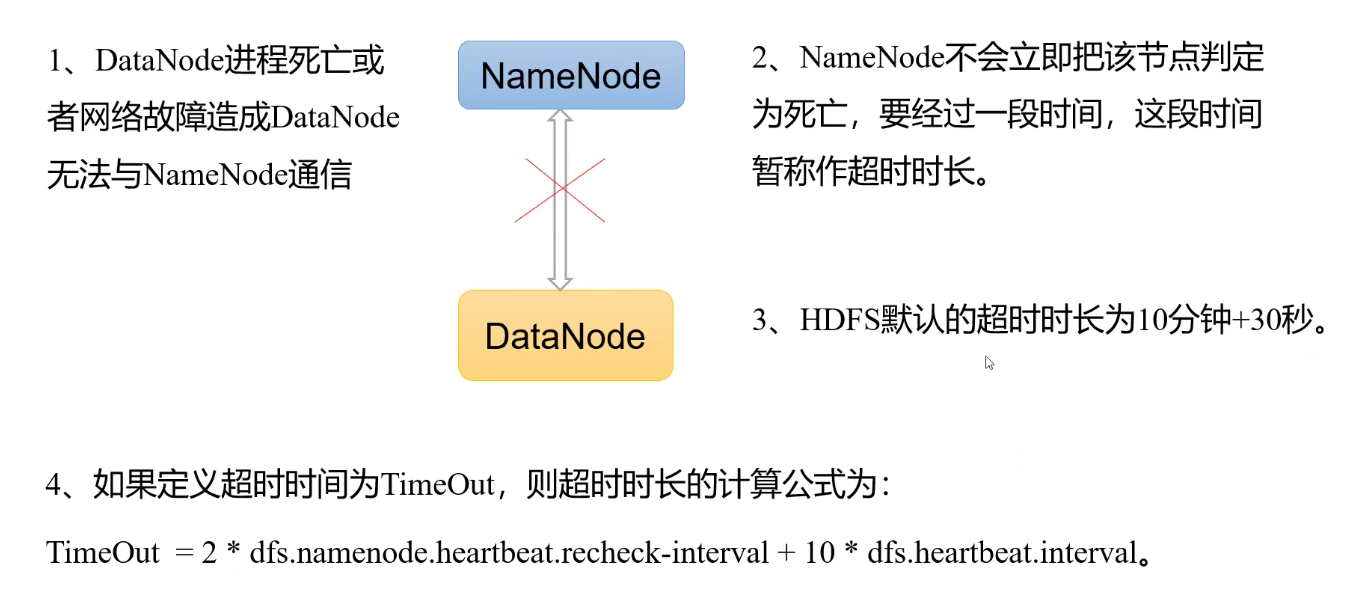 1、DataNode进程死亡或
者网络故障造成DataNode
无法与NameNode通信
NameNode
DataNode
2、NameNode不会立即把该节点判定
为死亡，要经过一段时间，这段时间
暂称作超时时长。
3、HDFS默认的超时时长为10分钟+30秒。
4、如果定义超时时间为TimeOut，则超时时长的计算公式为：
TimeOut = 2 * dfs.namenode.heartbeat.recheck-interval + 10 * dfs.heartbeat.interval。